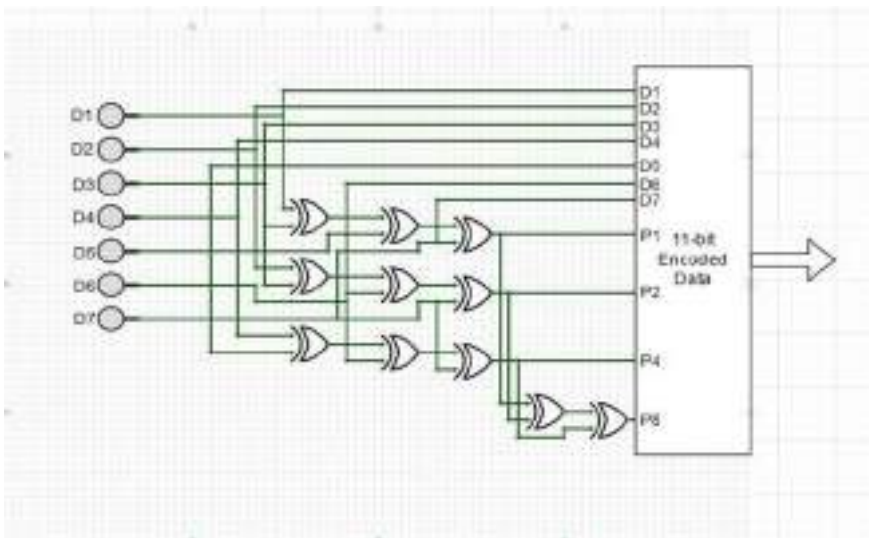 D1
D2
D3
D4
D5
D6
D7
D1
D2
D3
D4
D5
D6
D7
P1
P2
P4
P8
11-bit
Encoded
Data